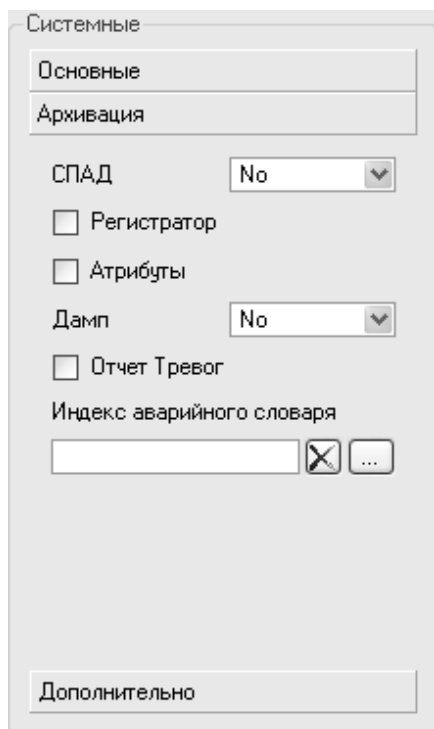 Системные
Основные
Архивация
СПАД No
Регистратор
Атрибуты
Дамп No
Отчет Тревог
Индекс аварийного словаря
...
Дополнительно